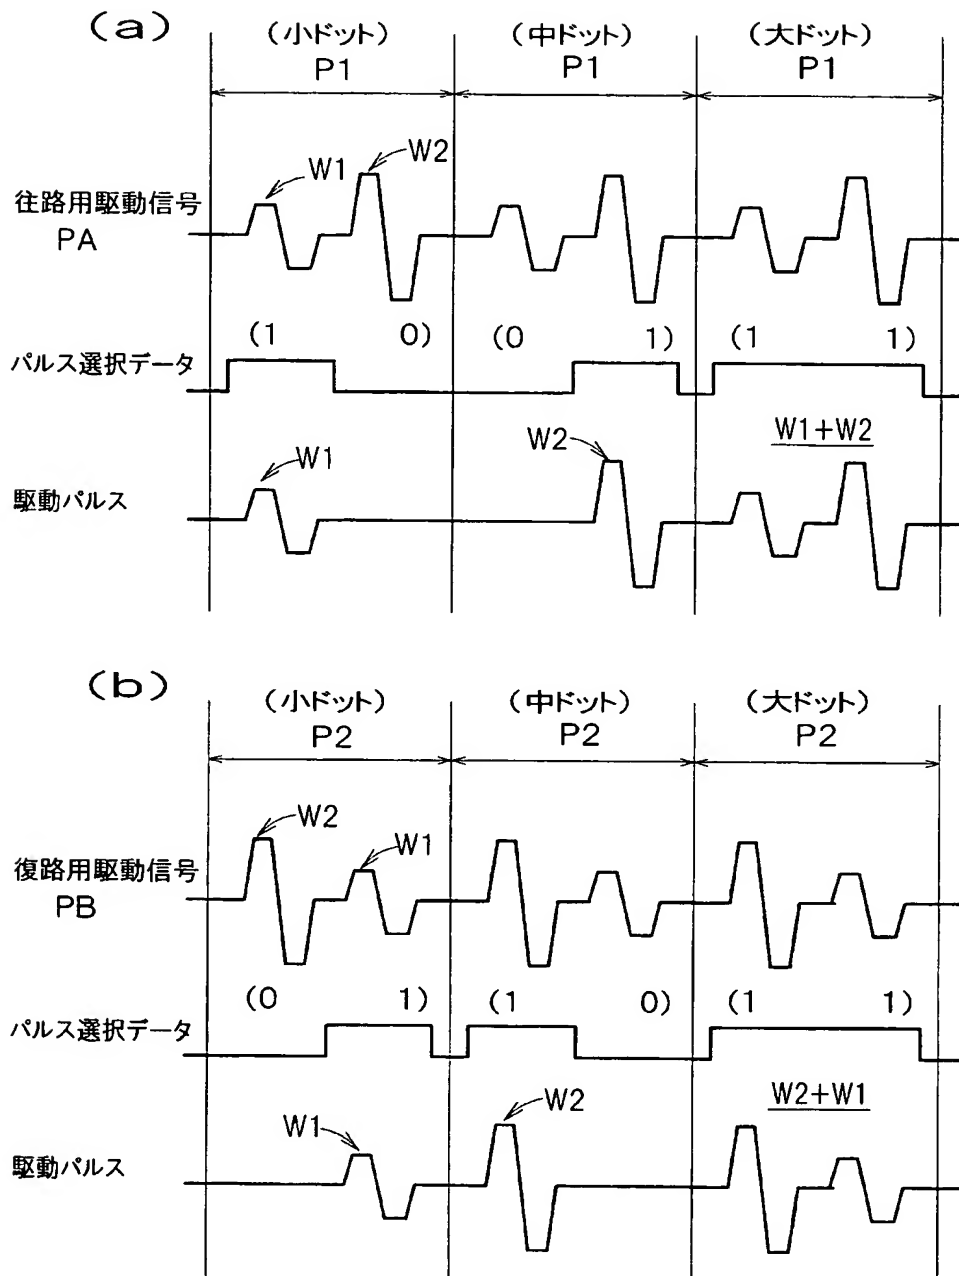 (a)
(小ドット) (中ドット) (大ドット)
P1 P1 P1
W1 W2
往路用駆動信号
PA
(1 0) (0 1) (1 1)
パルス選択データ
W1 W2 W1+W2
駆動パルス
(b)
(小ドット) (中ドット) (大ドット)
P2 P2 P2
W2 W1
復路用駆動信号
PB
(0 1) (1 0) (1 1)
パルス選択データ
W1 W2 W2+W1
駆動パルス